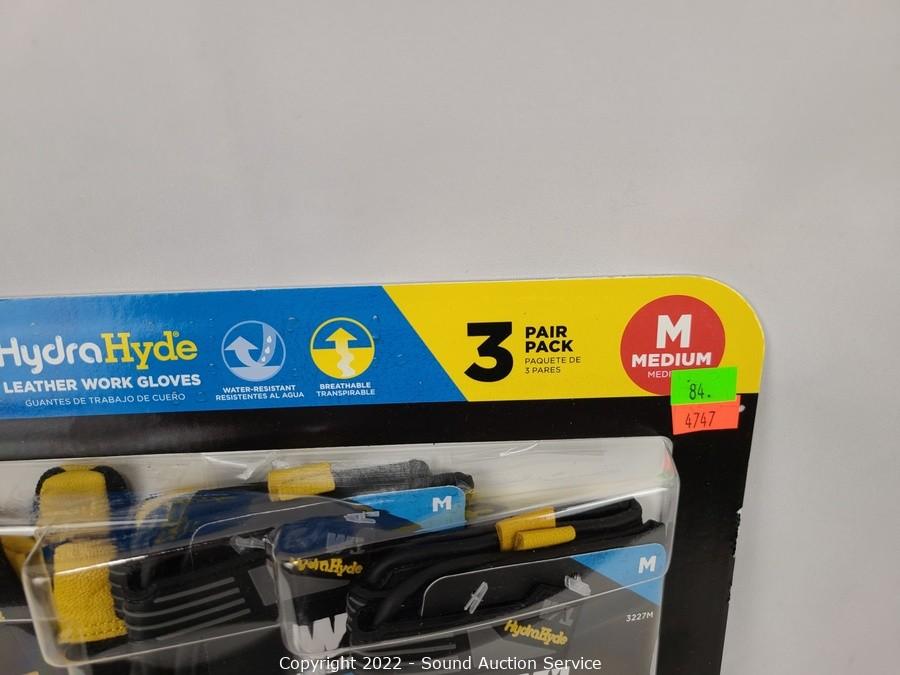 HydraHyde®
LEATHER WORK GLOVES
GUANTES DE TRABAJO DE CUERO
WATER-RESISTANT
RESISTENTES AL AGUA
BREATHABLE
TRANSPIRABLE
3 PAIR
PACK
PAQUETE DE
3 PARES
M
MEDIUM
84.
4747
M
M
HydraHyde
3227M
HydraHyde
Copyright 2022 - Sound Auction Service